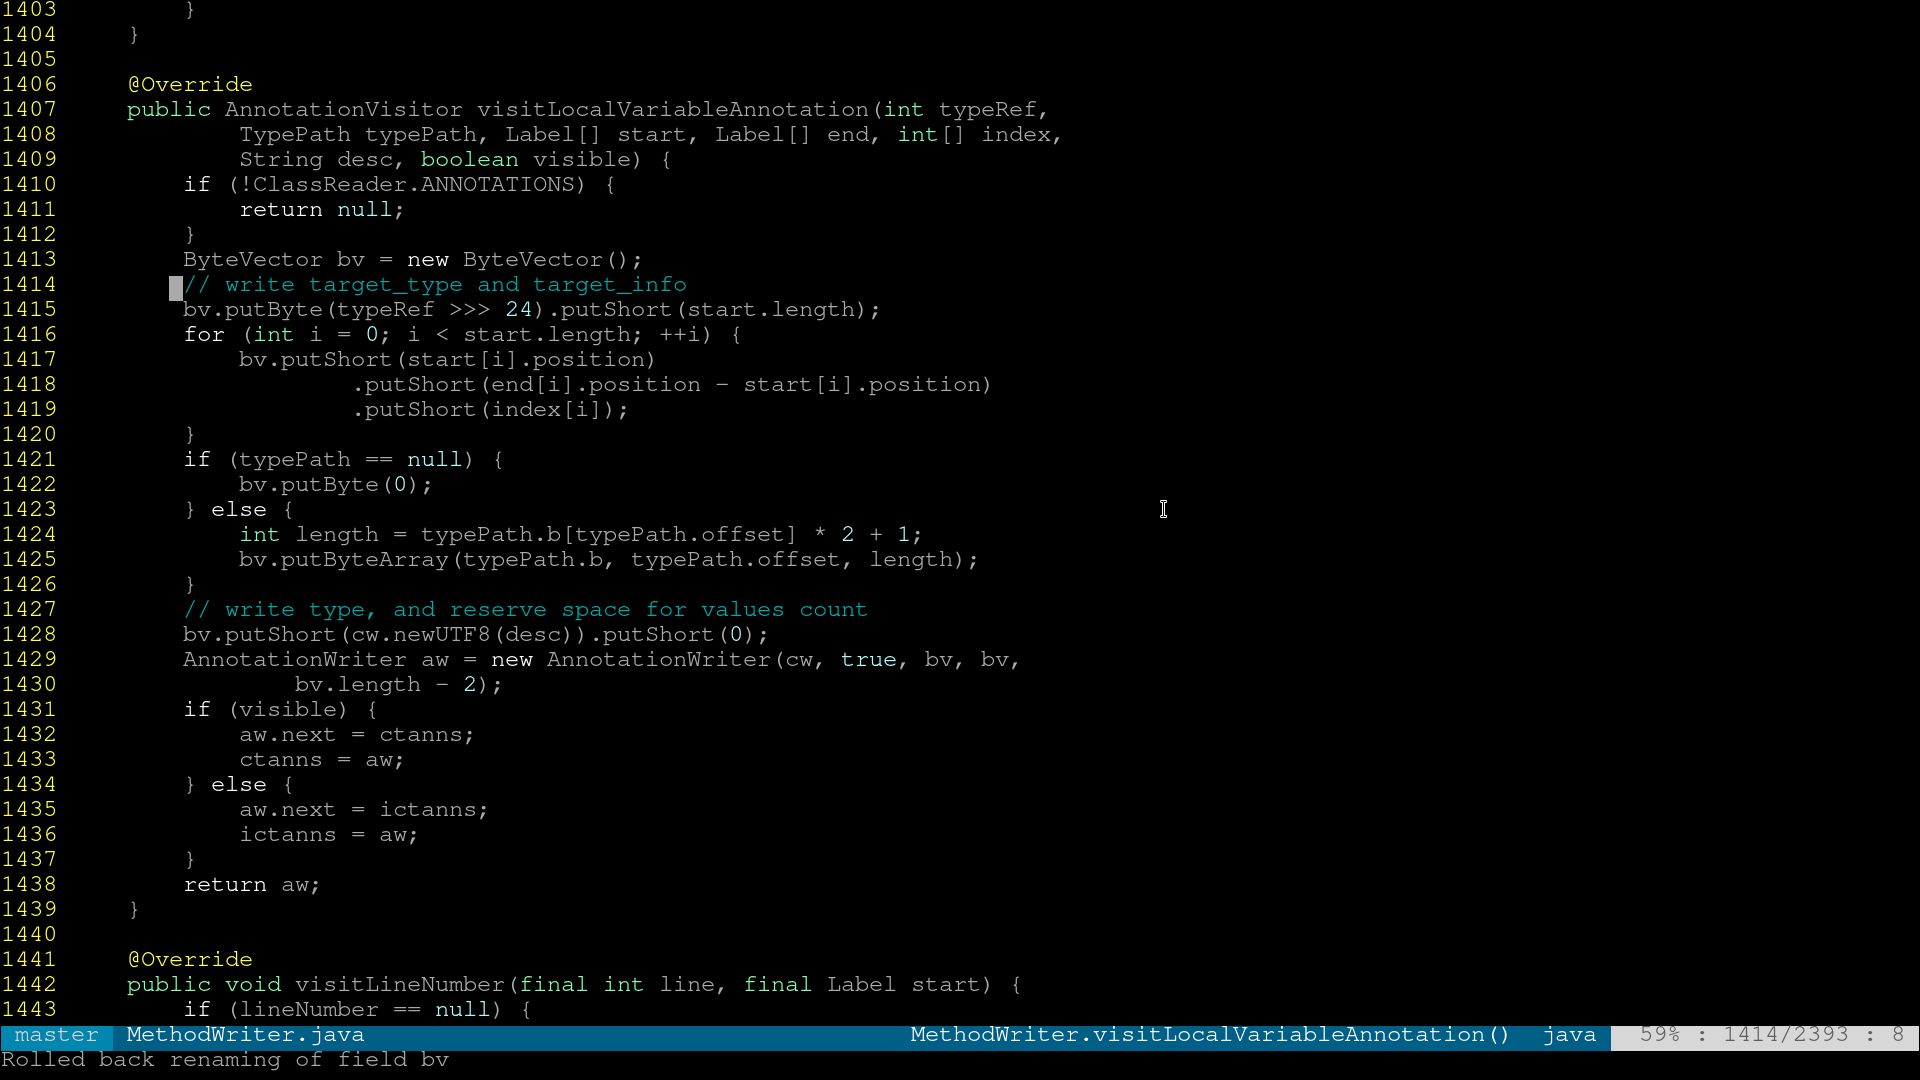 1403         }
1404     }
1405
1406     @Override
1407     public AnnotationVisitor visitLocalVariableAnnotation(int typeRef,
1408             TypePath typePath, Label[] start, Label[] end, int[] index,
1409             String desc, boolean visible) {
1410         if (!ClassReader.ANNOTATIONS) {
1411             return null;
1412         }
1413         ByteVector bv = new ByteVector();
1414         // write target_type and target_info
1415         bv.putByte(typeRef >>> 24).putShort(start.length);
1416         for (int i = 0; i < start.length; ++i) {
1417             bv.putShort(start[i].position)
1418                     .putShort(end[i].position - start[i].position)
1419                     .putShort(index[i]);
1420         }
1421         if (typePath == null) {
1422             bv.putByte(0);
1423         } else {
1424             int length = typePath.b[typePath.offset] * 2 + 1;
1425             bv.putByteArray(typePath.b, typePath.offset, length);
1426         }
1427         // write type, and reserve space for values count
1428         bv.putShort(cw.newUTF8(desc)).putShort(0);
1429         AnnotationWriter aw = new AnnotationWriter(cw, true, bv, bv,
1430                 bv.length - 2);
1431         if (visible) {
1432             aw.next = ctanns;
1433             ctanns = aw;
1434         } else {
1435             aw.next = ictanns;
1436             ictanns = aw;
1437         }
1438         return aw;
1439     }
1440
1441     @Override
1442     public void visitLineNumber(final int line, final Label start) {
1443         if (lineNumber == null) {
master MethodWriter.java MethodWriter.visitLocalVariableAnnotation() java 59% : 1414/2393 : 8
Rolled back renaming of field bv